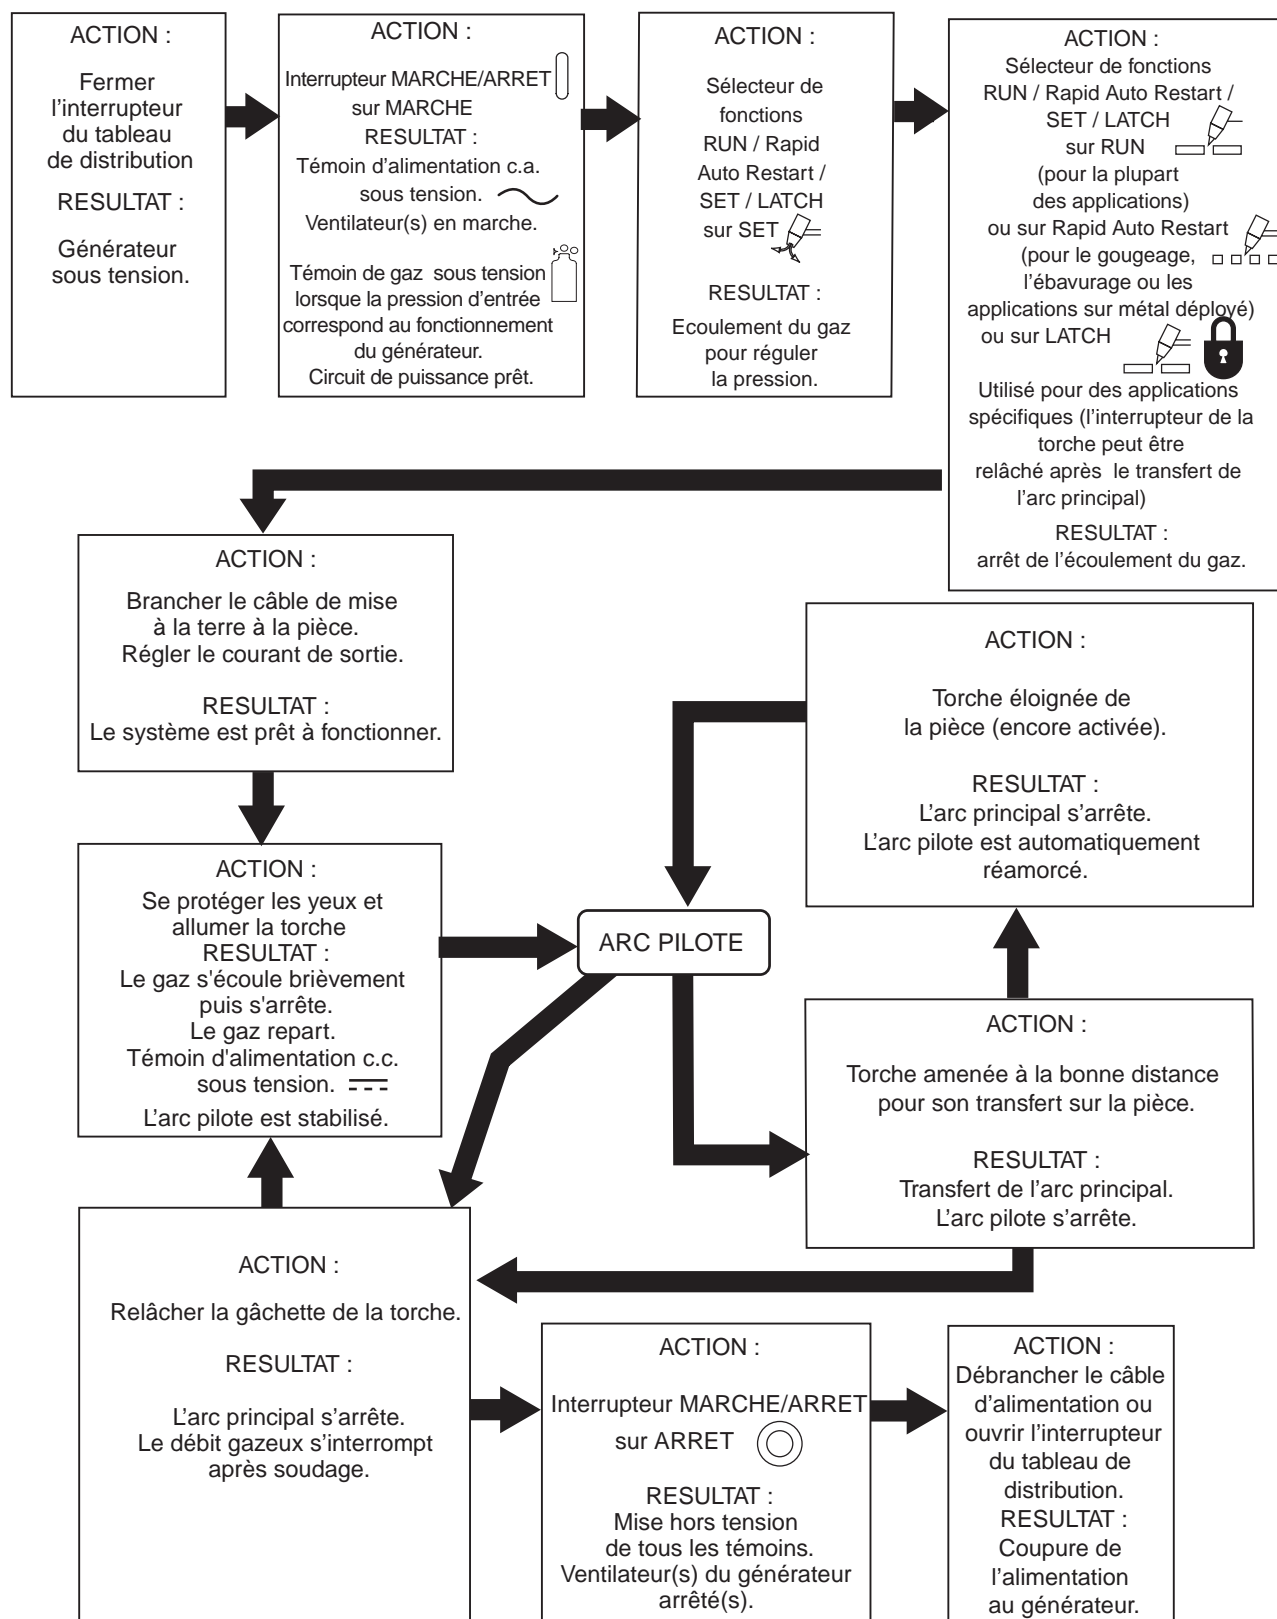 ACTION :
Fermer
l’interrupteur
du tableau
de distribution
RESULTAT :
Générateur
sous tension.
ACTION :
Interrupteur MARCHE/ARRET
sur MARCHE
RESULTAT :
Témoin d'alimentation c.a.
sous tension.
Ventilateur(s) en marche.
Témoin de gaz sous tension
lorsque la pression d’entrée
correspond au fonctionnement
du générateur.
Circuit de puissance prêt.
ACTION :
Sélecteur de
fonctions
RUN / Rapid
Auto Restart /
SET / LATCH
sur SET
RESULTAT :
Ecoulement du gaz
pour réguler
la pression.
ACTION :
Sélecteur de fonctions
RUN / Rapid Auto Restart /
SET / LATCH
sur RUN
(pour la plupart
des applications)
ou sur Rapid Auto Restart
(pour le gougeage,
l’ébavurage ou les
applications sur métal déployé)
ou sur LATCH
Utilisé pour des applications
spécifiques (l’interrupteur de la
torche peut être
relâché après le transfert de
l’arc principal)
RESULTAT :
arrêt de l’écoulement du gaz.
ACTION :
Brancher le câble de mise
à la terre à la pièce.
Régler le courant de sortie.
RESULTAT :
Le système est prêt à fonctionner.
ACTION :
Torche éloignée de
la pièce (encore activée).
RESULTAT :
L’arc principal s’arrête.
L’arc pilote est automatiquement
réamorcé.
ACTION :
Se protéger les yeux et
allumer la torche
RESULTAT :
Le gaz s'écoule brièvement
puis s'arrête.
Le gaz repart.
Témoin d'alimentation c.c.
sous tension.
L’arc pilote est stabilisé.
ARC PILOTE
ACTION :
Torche amenée à la bonne distance
pour son transfert sur la pièce.
RESULTAT :
Transfert de l’arc principal.
L’arc pilote s’arrête.
ACTION :
Relâcher la gâchette de la torche.
RESULTAT :
L’arc principal s’arrête.
Le débit gazeux s’interrompt
après soudage.
ACTION :
Interrupteur MARCHE/ARRET
sur ARRET
RESULTAT :
Mise hors tension
de tous les témoins.
Ventilateur(s) du générateur
arrêté(s).
ACTION :
Débrancher le câble
d’alimentation ou
ouvrir l’interrupteur
du tableau de
distribution.
RESULTAT :
Coupure de
l’alimentation
au générateur.